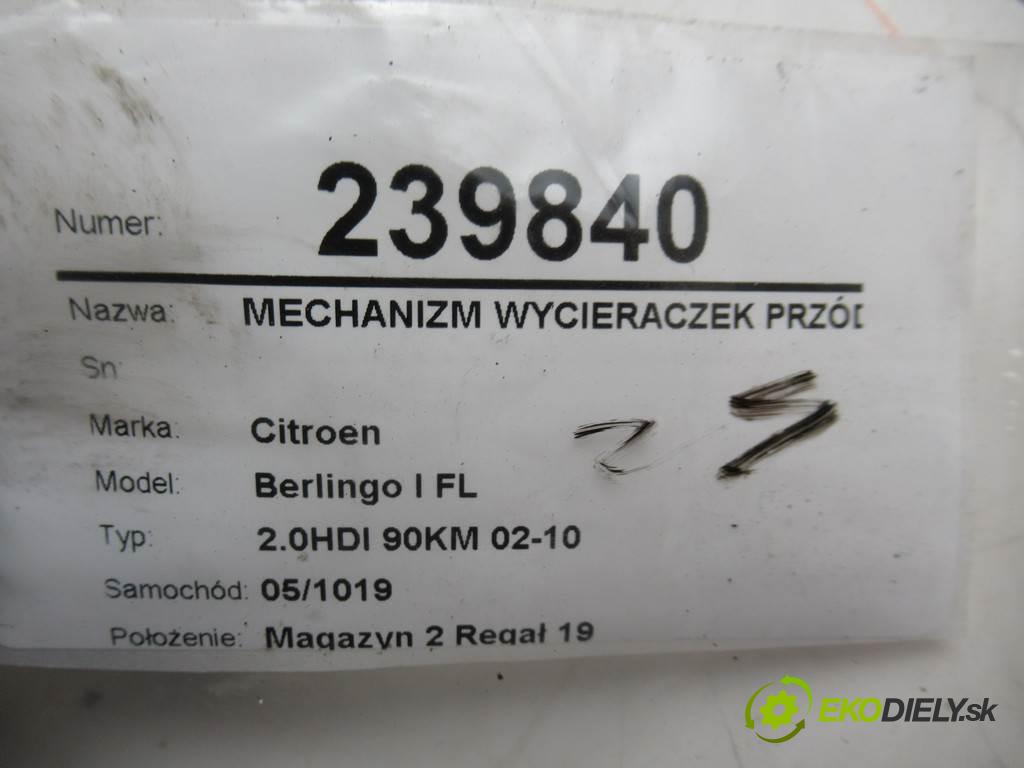 Numer: 239840
Nazwa: MECHANIZM WYCIERACZEK PRZÓD
Sn:
Marka: Citroen
25
Model: Berlingo I FL
Typ: 2.0HDI 90KM 02-10
Samochód: 05/1019
Położenie: Magazyn 2 Regał 19
EKODIELY.sk